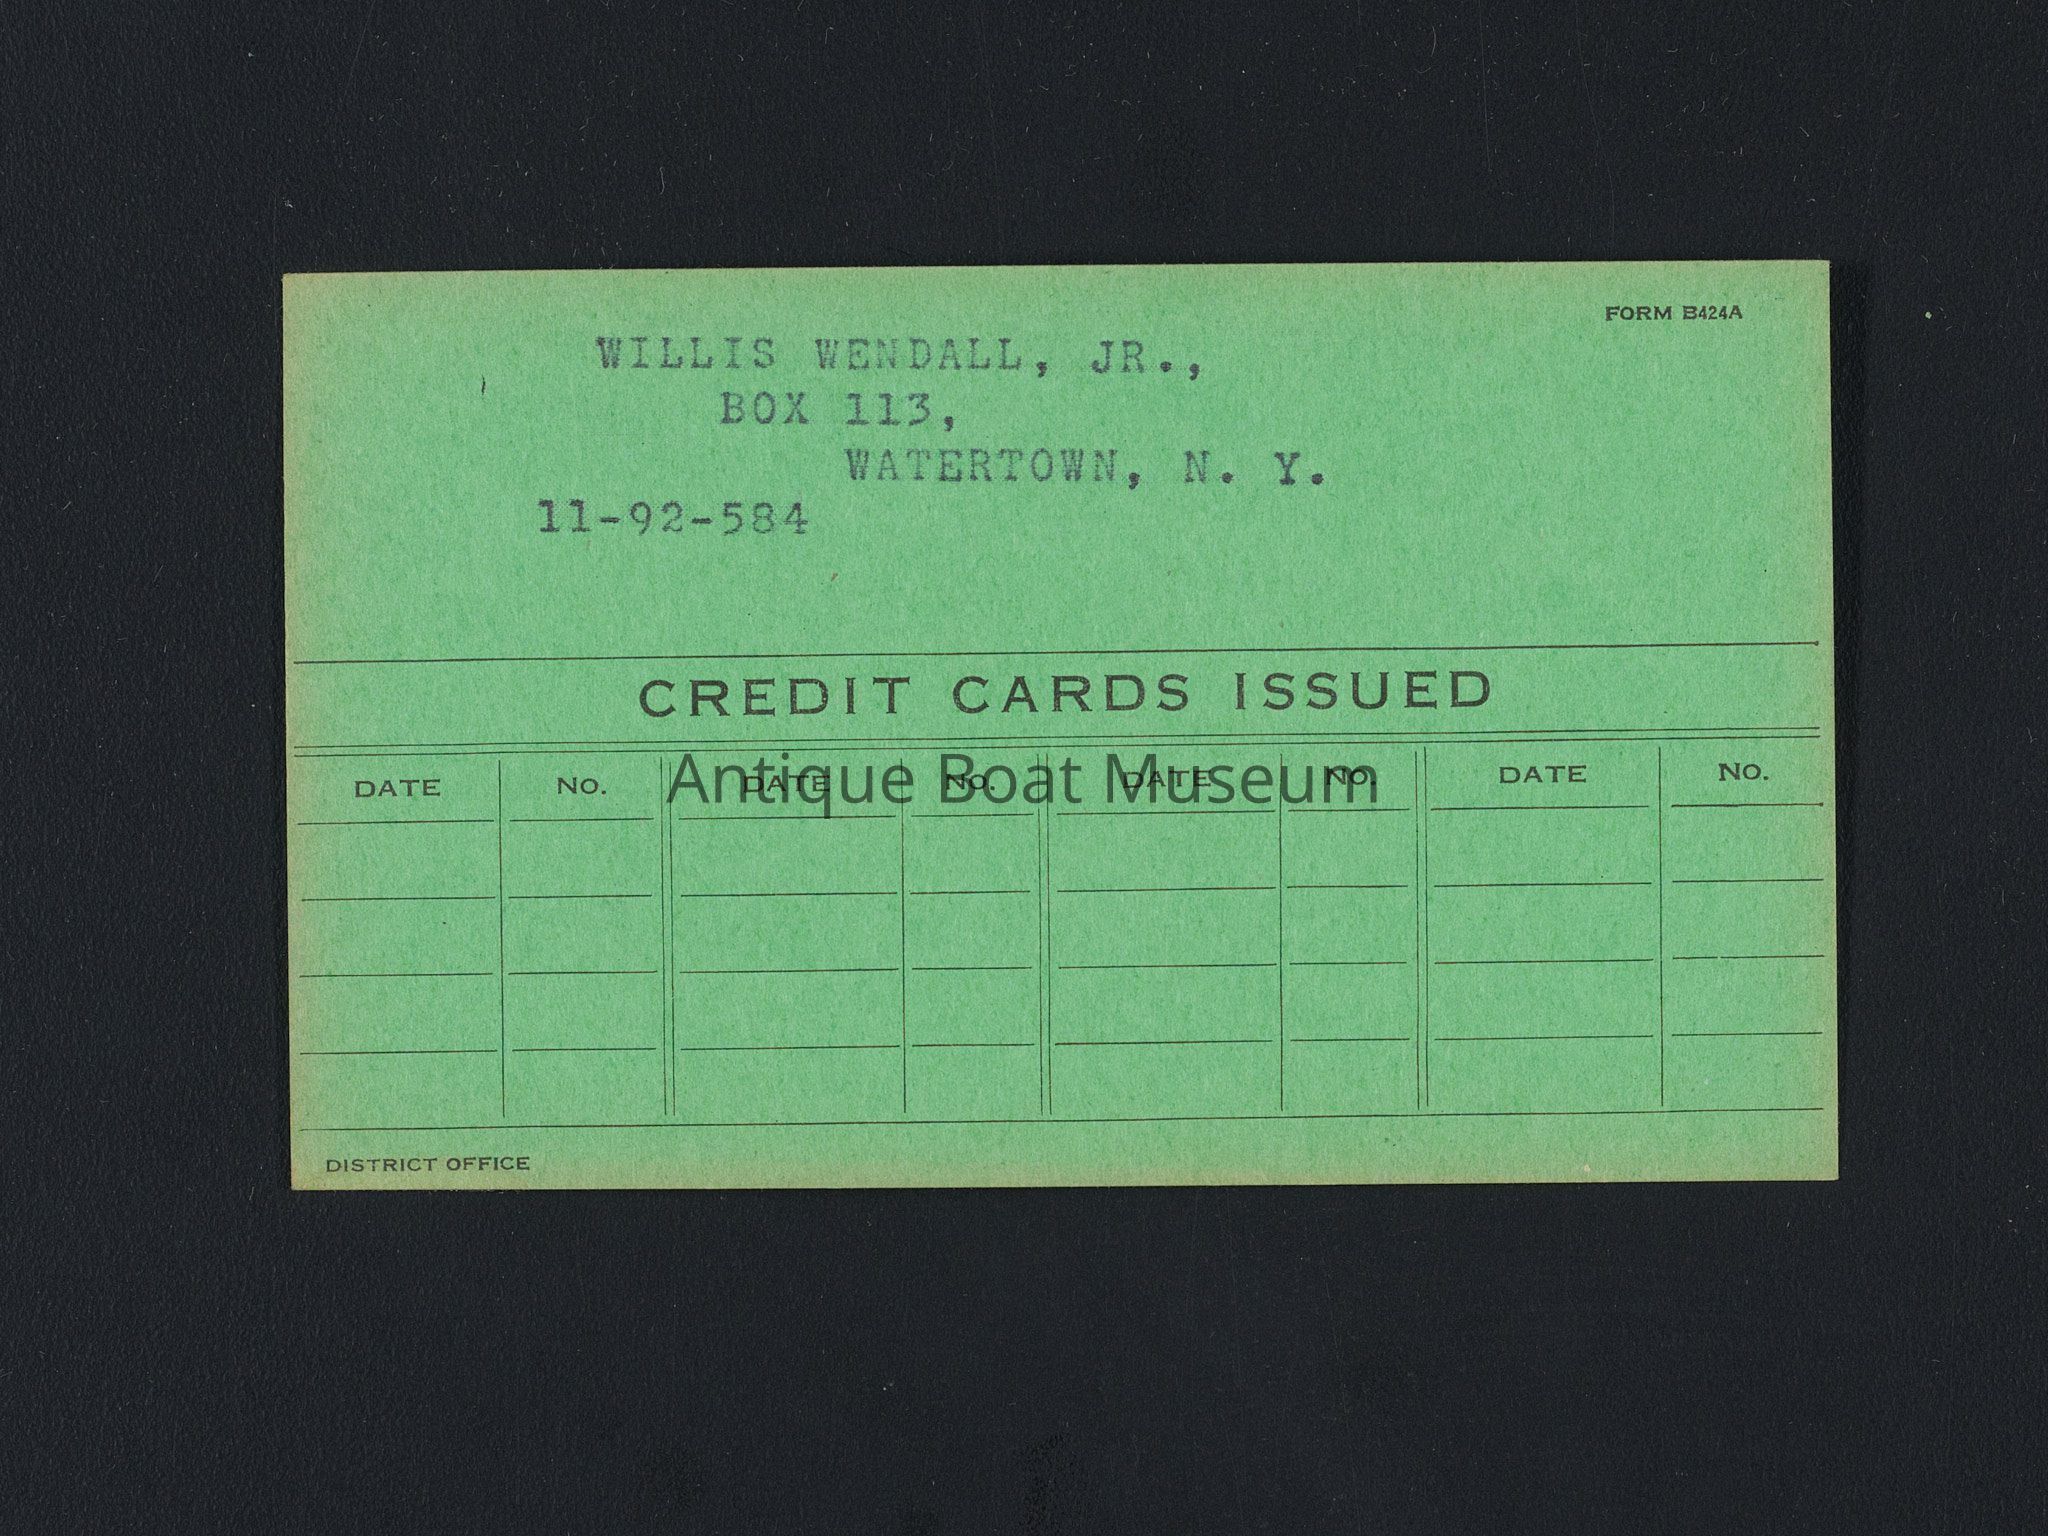 FORM B424A
WILLIS WENDALL, JR.,
BOX 113,
WATERTOWN, N. Y.
11-92-584
CREDIT CARDS ISSUED
DATE No. DATE No. DATE No. DATE No.
Antique Boat Museum
DISTRICT OFFICE